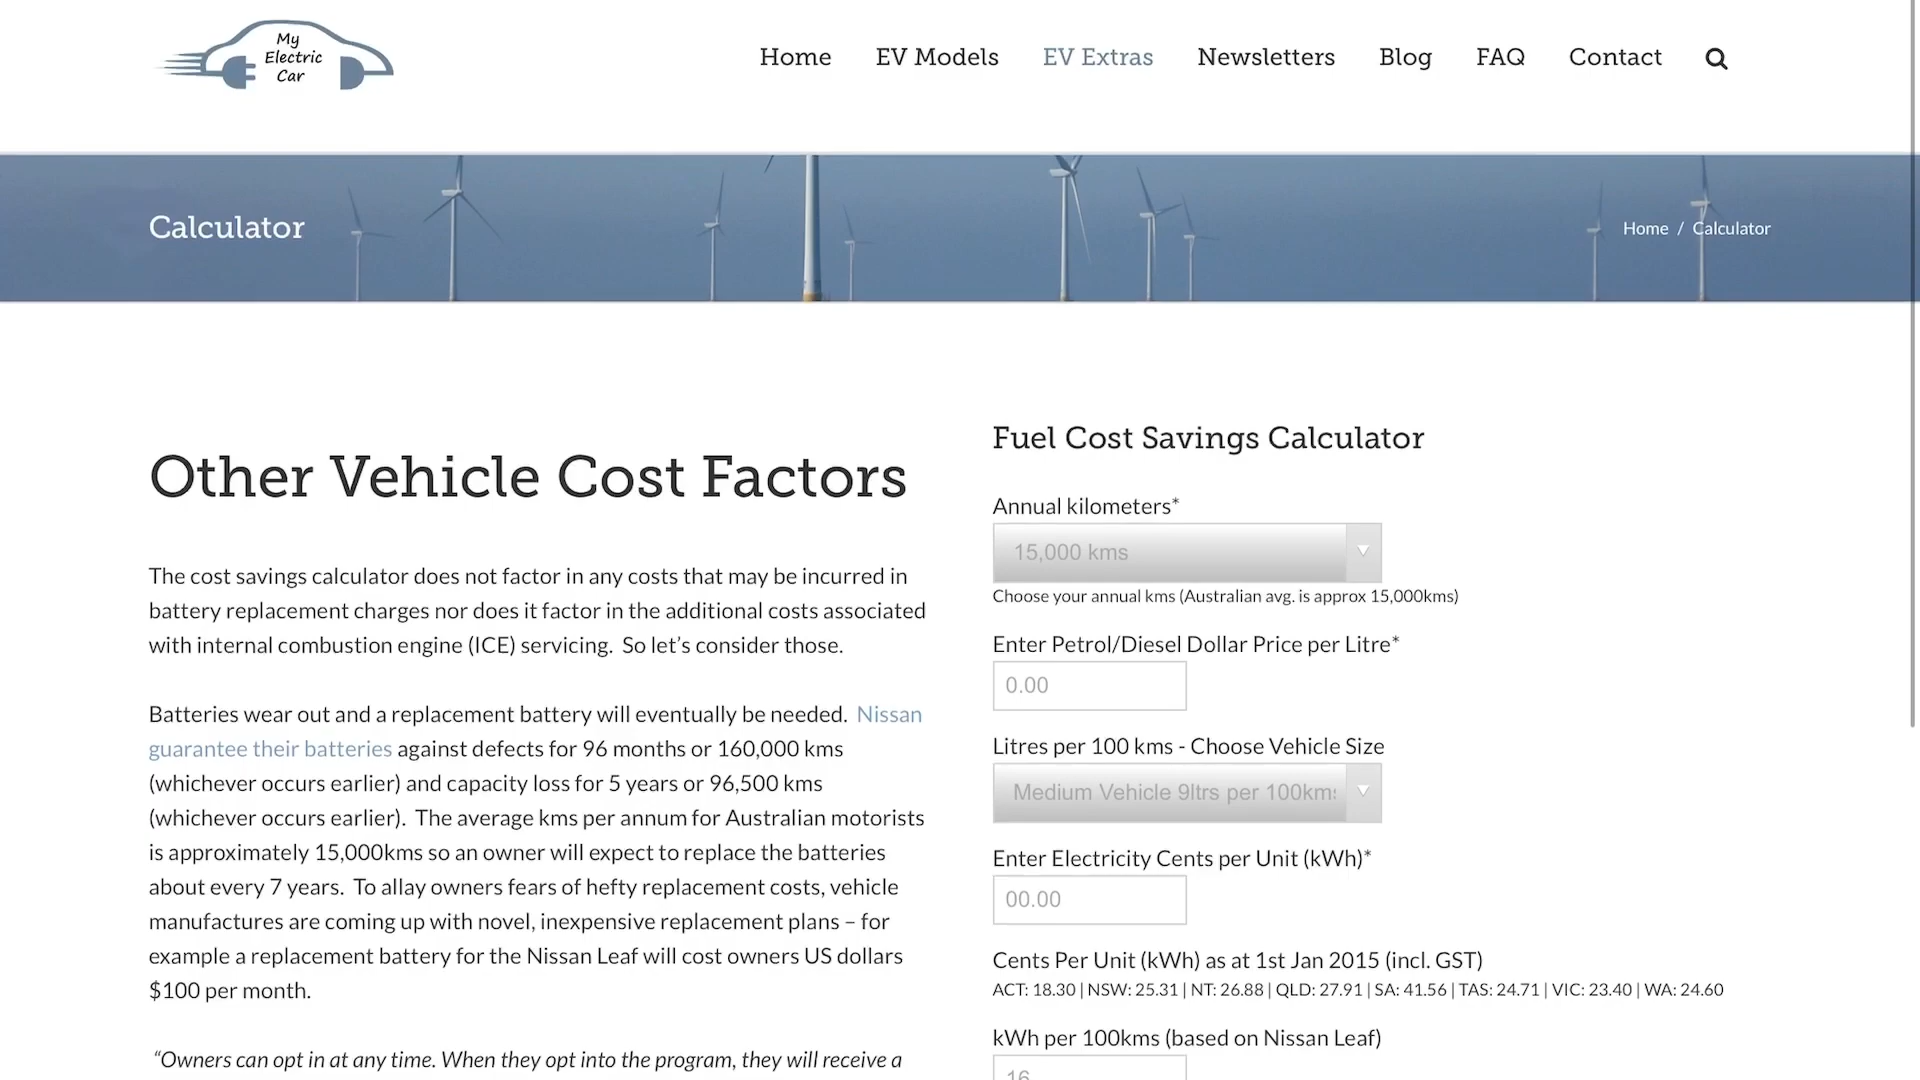 My
Electric
Car
Home EV Models EV Extras Newsletters Blog FAQ Contact
Calculator
Home / Calculator
Other Vehicle Cost Factors
The cost savings calculator does not factor in any costs that may be incurred in
battery replacement charges nor does it factor in the additional costs associated
with internal combustion engine (ICE) servicing.  So let’s consider those.
Batteries wear out and a replacement battery will eventually be needed.  Nissan
guarantee their batteries against defects for 96 months or 160,000 kms
(whichever occurs earlier) and capacity loss for 5 years or 96,500 kms
(whichever occurs earlier).  The average kms per annum for Australian motorists
is approximately 15,000kms so an owner will expect to replace the batteries
about every 7 years.  To allay owners fears of hefty replacement costs, vehicle
manufactures are coming up with novel, inexpensive replacement plans – for
example a replacement battery for the Nissan Leaf will cost owners US dollars
$100 per month.
“Owners can opt in at any time. When they opt into the program, they will receive a
Fuel Cost Savings Calculator
Annual kilometers*
15,000 kms
Choose your annual kms (Australian avg. is approx 15,000kms)
Enter Petrol/Diesel Dollar Price per Litre*
0.00
Litres per 100 kms - Choose Vehicle Size
Medium Vehicle 9ltrs per 100kms
Enter Electricity Cents per Unit (kWh)*
00.00
Cents Per Unit (kWh) as at 1st Jan 2015 (incl. GST)
ACT: 18.30 | NSW: 25.31 | NT: 26.88 | QLD: 27.91 | SA: 41.56 | TAS: 24.71 | VIC: 23.40 | WA: 24.60
kWh per 100kms (based on Nissan Leaf)
16